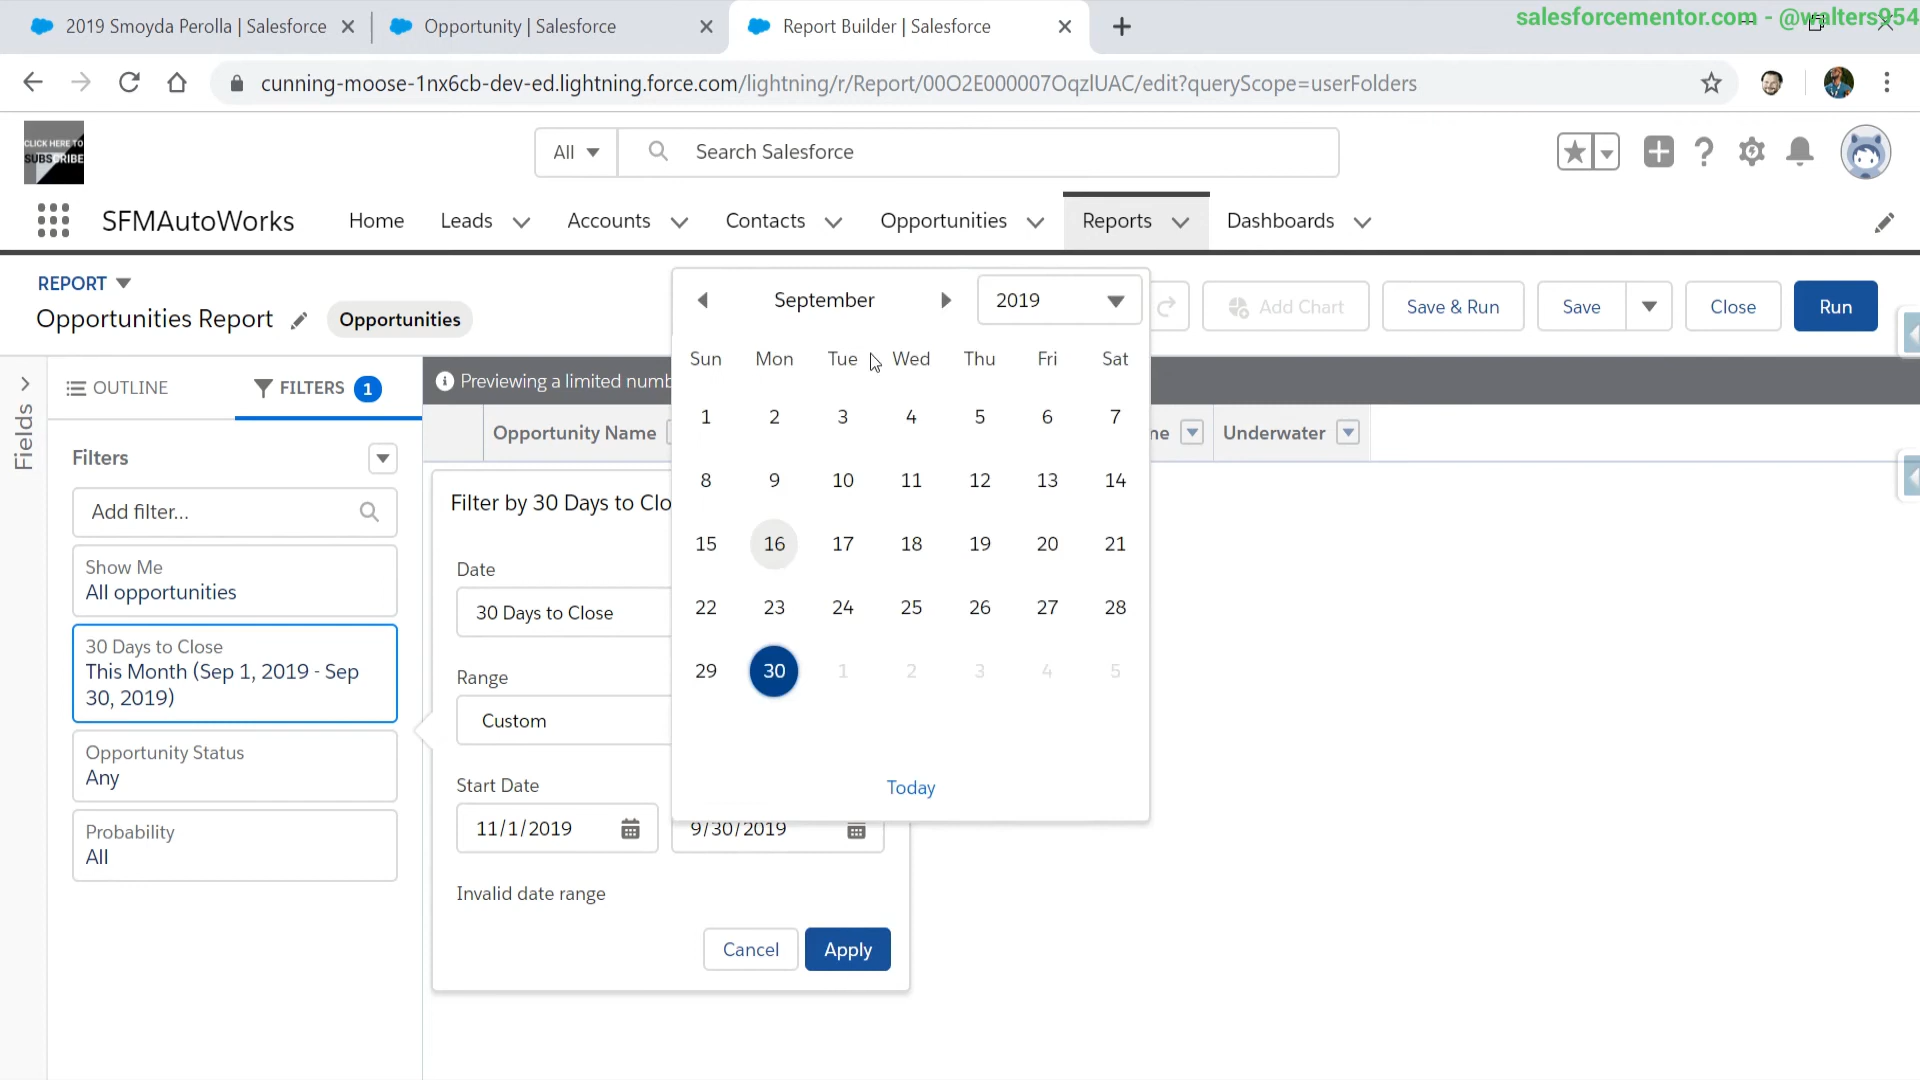 2019 Smoyda Perolla | Salesforce
Opportunity | Salesforce
Report Builder | Salesforce
salesforcementor.com - @walters954
cunning-moose-1nx6cb-dev-ed.lightning.force.com/lightning/r/Report/00O2E000007OqzlUAC/edit?queryScope=userFolders
CLICK HERE TO
SUBSCRIBE
All
Search Salesforce
SFMAutoWorks
Home
Leads
Accounts
Contacts
Opportunities
Reports
Dashboards
REPORT
Opportunities Report
Opportunities
Add Chart
Save & Run
Save
Close
Run
Fields
OUTLINE
FILTERS 1
Previewing a limited numb
Opportunity Name
ne
Underwater
Filters
Add filter...
Show Me
All opportunities
30 Days to Close
This Month (Sep 1, 2019 - Sep
30, 2019)
Opportunity Status
Any
Probability
All
Filter by 30 Days to Clo
Date
30 Days to Close
Range
Custom
Start Date
11/1/2019
9/30/2019
Invalid date range
Cancel
Apply
September
2019
Sun Mon Tue Wed Thu Fri Sat
1 2 3 4 5 6 7
8 9 10 11 12 13 14
15 16 17 18 19 20 21
22 23 24 25 26 27 28
29 30 1 2 3 4 5
Today